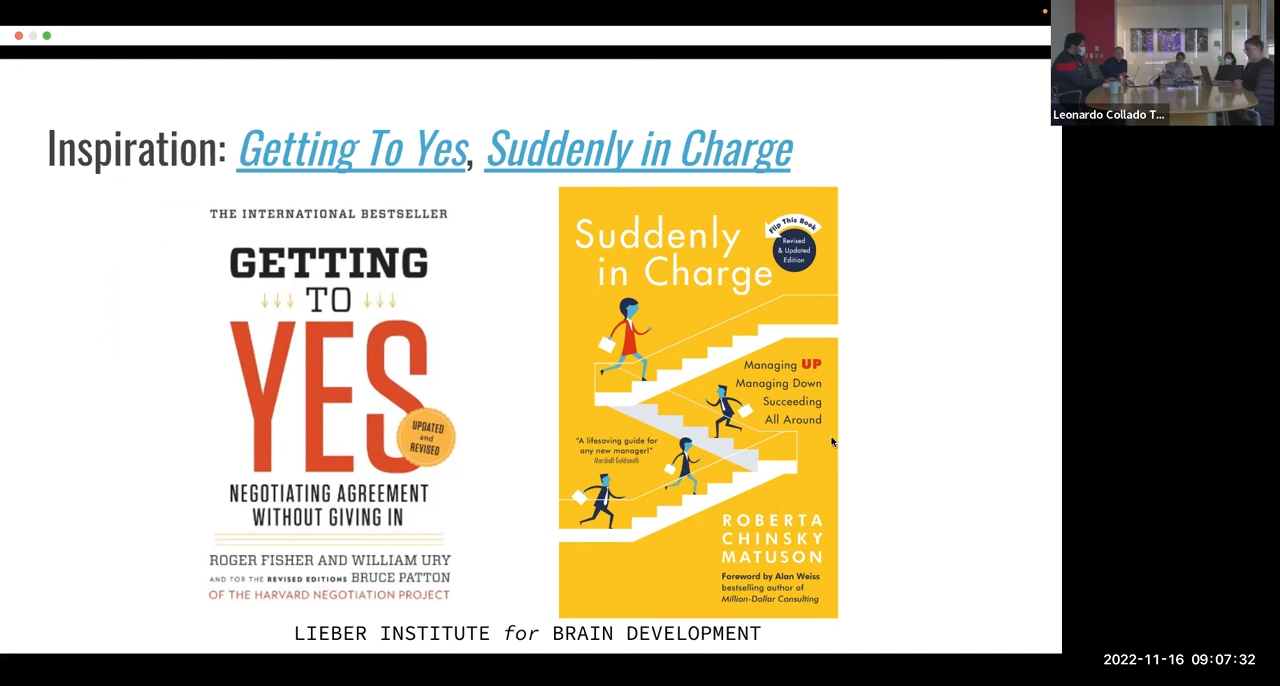 Leonardo Collado T...
Inspiration: Getting To Yes, Suddenly in Charge
THE INTERNATIONAL BESTSELLER
GETTING
TO
YES
UPDATED
and
REVISED
NEGOTIATING AGREEMENT
WITHOUT GIVING IN
ROGER FISHER AND WILLIAM URY
AND FOR THE REVISED EDITIONS BRUCE PATTON
OF THE HARVARD NEGOTIATION PROJECT
Suddenly
in Charge
Flip This Book
Revised
& Updated
Edition
Managing UP
Managing Down
Succeeding
All Around
"A lifesaving guide for
any new manager!"
Marshall Goldsmith
ROBERTA
CHINSKY
MATUSON
Foreword by Alan Weiss
bestselling author of
Million-Dollar Consulting
LIEBER INSTITUTE for BRAIN DEVELOPMENT
2022-11-16 09:07:32